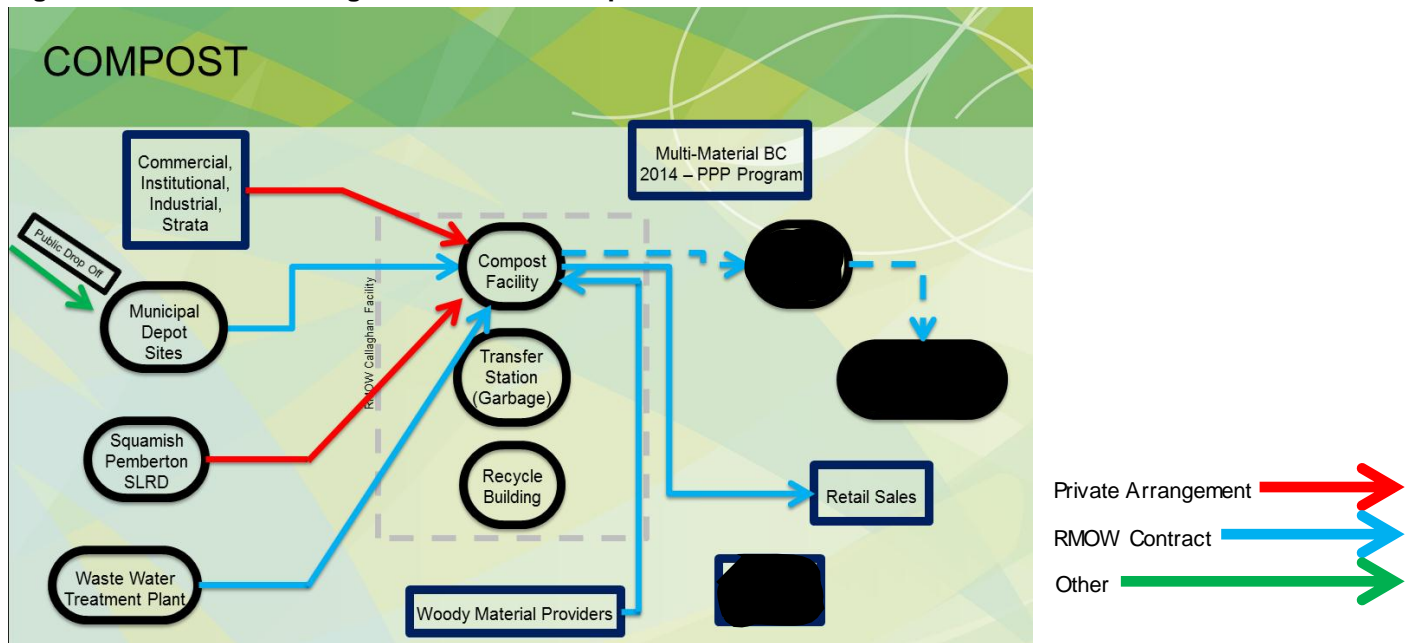 COMPOST
Commercial,
Institutional,
Industrial,
Strata
Multi-Material BC
2014 – PPP Program
Public Drop Off
Municipal
Depot
Sites
RMOW Callaghan Facility
Compost
Facility
Transfer
Station
(Garbage)
Squamish
Pemberton
SLRD
Recycle
Building
Retail Sales
Waste Water
Treatment Plant
Woody Material Providers
Private Arrangement
RMOW Contract
Other